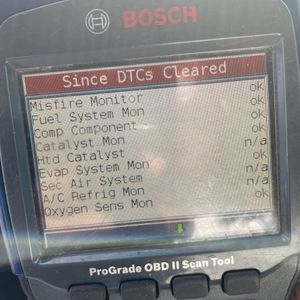 BOSCH
Since DTCs Cleared
Misfire Monitor ok
Fuel System Mon ok
Comp Component ok
Catalyst Mon ok
Htd Catalyst n/a
Evap System Mon ok
Sec Air System n/a
A/C Refrig Mon n/a
Oxygen Sens Mon ok
ProGrade OBD II Scan Tool